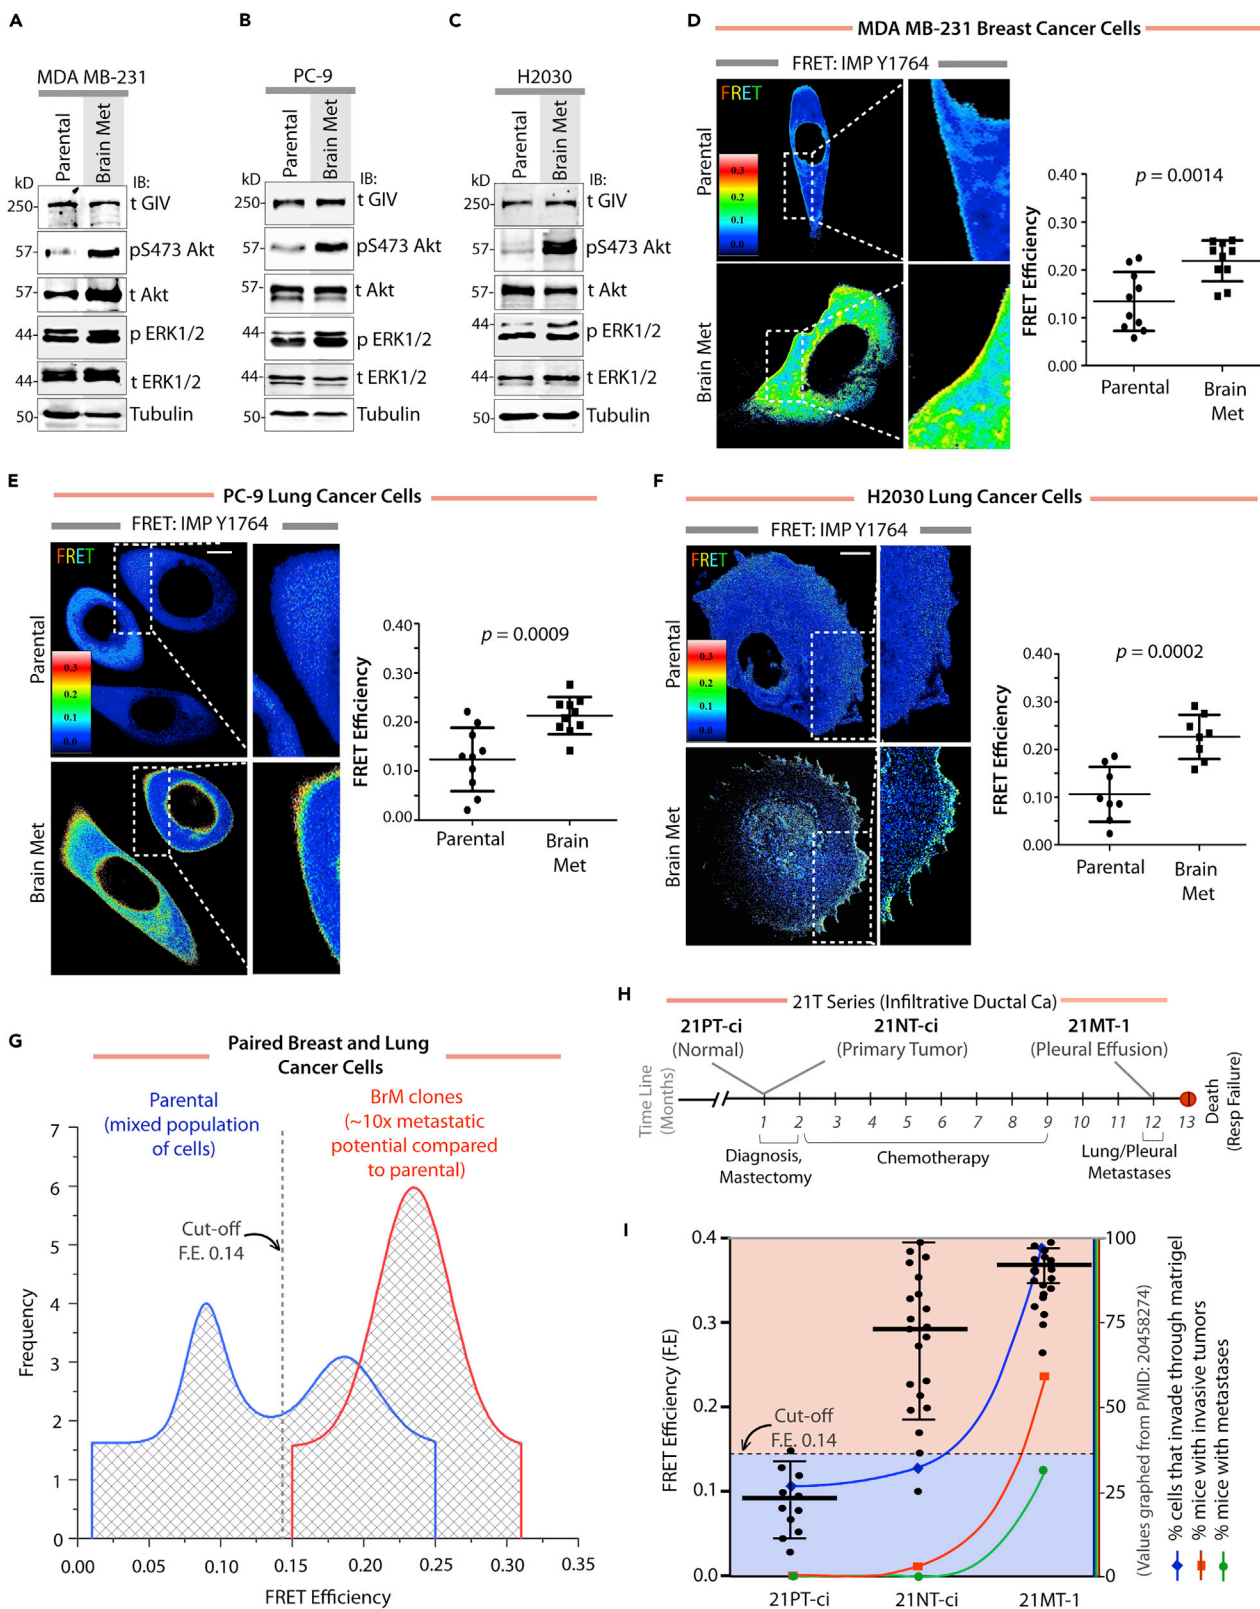 A
MDA MB-231
Parental
Brain Met
kD
IB:
250
t GIV
57
pS473 Akt
57
t Akt
44
p ERK1/2
44
t ERK1/2
50
Tubulin
B
PC-9
Parental
Brain Met
kD
IB:
250
t GIV
57
pS473 Akt
57
t Akt
44
p ERK1/2
44
t ERK1/2
50
Tubulin
C
H2030
Parental
Brain Met
kD
IB:
250
t GIV
57
pS473 Akt
57
t Akt
44
p ERK1/2
44
t ERK1/2
50
Tubulin
D
MDA MB-231 Breast Cancer Cells
FRET: IMP Y1764
FRET
0.3
0.2
0.1
0.0
Parental
Brain Met
FRET Efficiency
0.40
0.30
0.20
0.10
0.00
p = 0.0014
Parental
Brain
Met
E
PC-9 Lung Cancer Cells
FRET: IMP Y1764
FRET
0.3
0.2
0.1
0.0
Parental
Brain Met
FRET Efficiency
0.40
0.30
0.20
0.10
0.00
p = 0.0009
Parental
Brain
Met
F
H2030 Lung Cancer Cells
FRET: IMP Y1764
FRET
0.3
0.2
0.1
0.0
Parental
Brain Met
FRET Efficiency
0.40
0.30
0.20
0.10
0.00
p = 0.0002
Parental
Brain
Met
G
Paired Breast and Lung
Cancer Cells
Parental
(mixed population
of cells)
BrM clones
(~10x metastatic
potential compared
to parental)
Cut-off
F.E. 0.14
Frequency
7
6
5
4
3
2
1
0
0.00 0.05 0.10 0.15 0.20 0.25 0.30 0.35
FRET Efficiency
H
21T Series (Infiltrative Ductal Ca)
21PT-ci
(Normal)
21NT-ci
(Primary Tumor)
21MT-1
(Pleural Effusion)
Time Line
(Months)
1 2 3 4 5 6 7 8 9 10 11 12 13
Death
(Resp Failure)
Diagnosis,
Mastectomy
Chemotherapy
Lung/Pleural
Metastases
I
FRET Efficiency (F.E)
0.4
0.3
0.2
0.1
0.0
Cut-off
F.E. 0.14
100
75
50
25
0
21PT-ci
21NT-ci
21MT-1
(Values graphed from PMID: 20458274)
% cells that invade through matrigel
% mice with invasive tumors
% mice with metastases